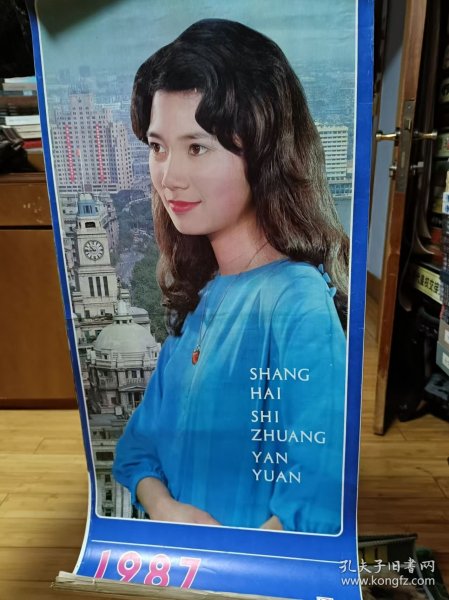 SHANG
HAI
SHI
ZHUANG
YAN
YUAN
1987
孔夫子旧书网
www.kongfz.com